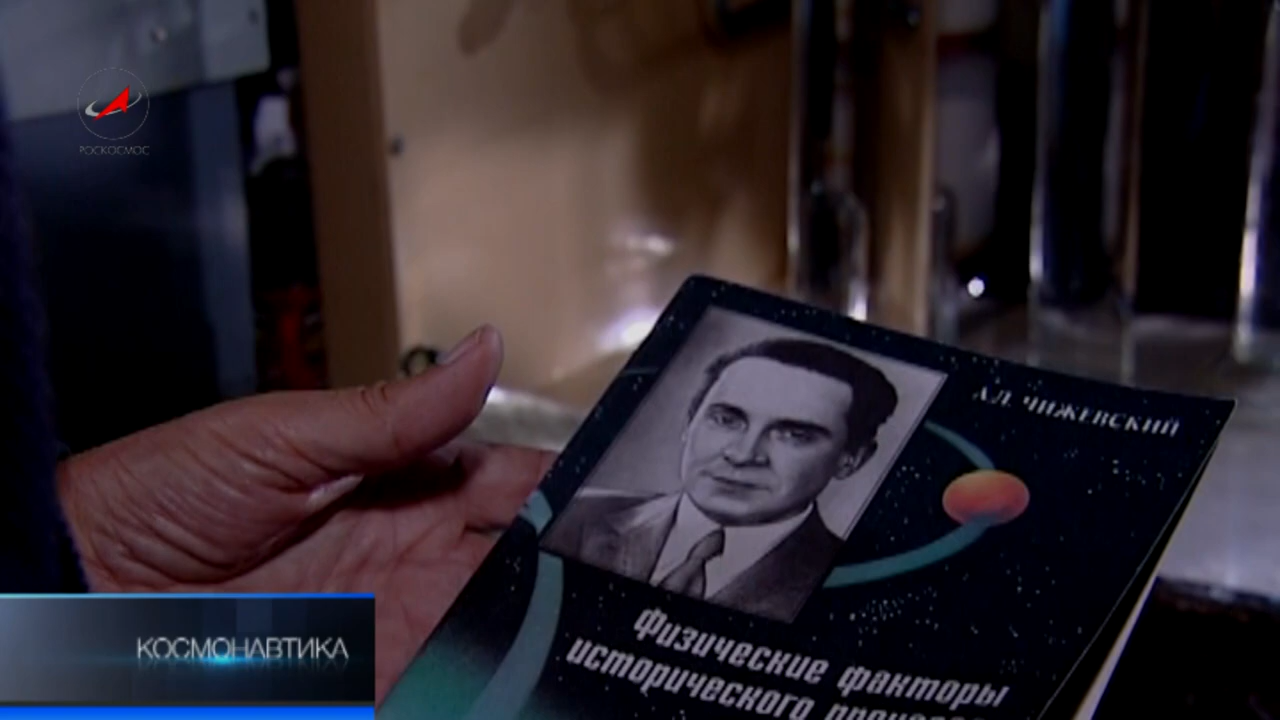 РОСКОСМОС
А.Л. ЧИЖЕВСКИЙ
Физические факторы
исторического
КОСМОНАВТИКА